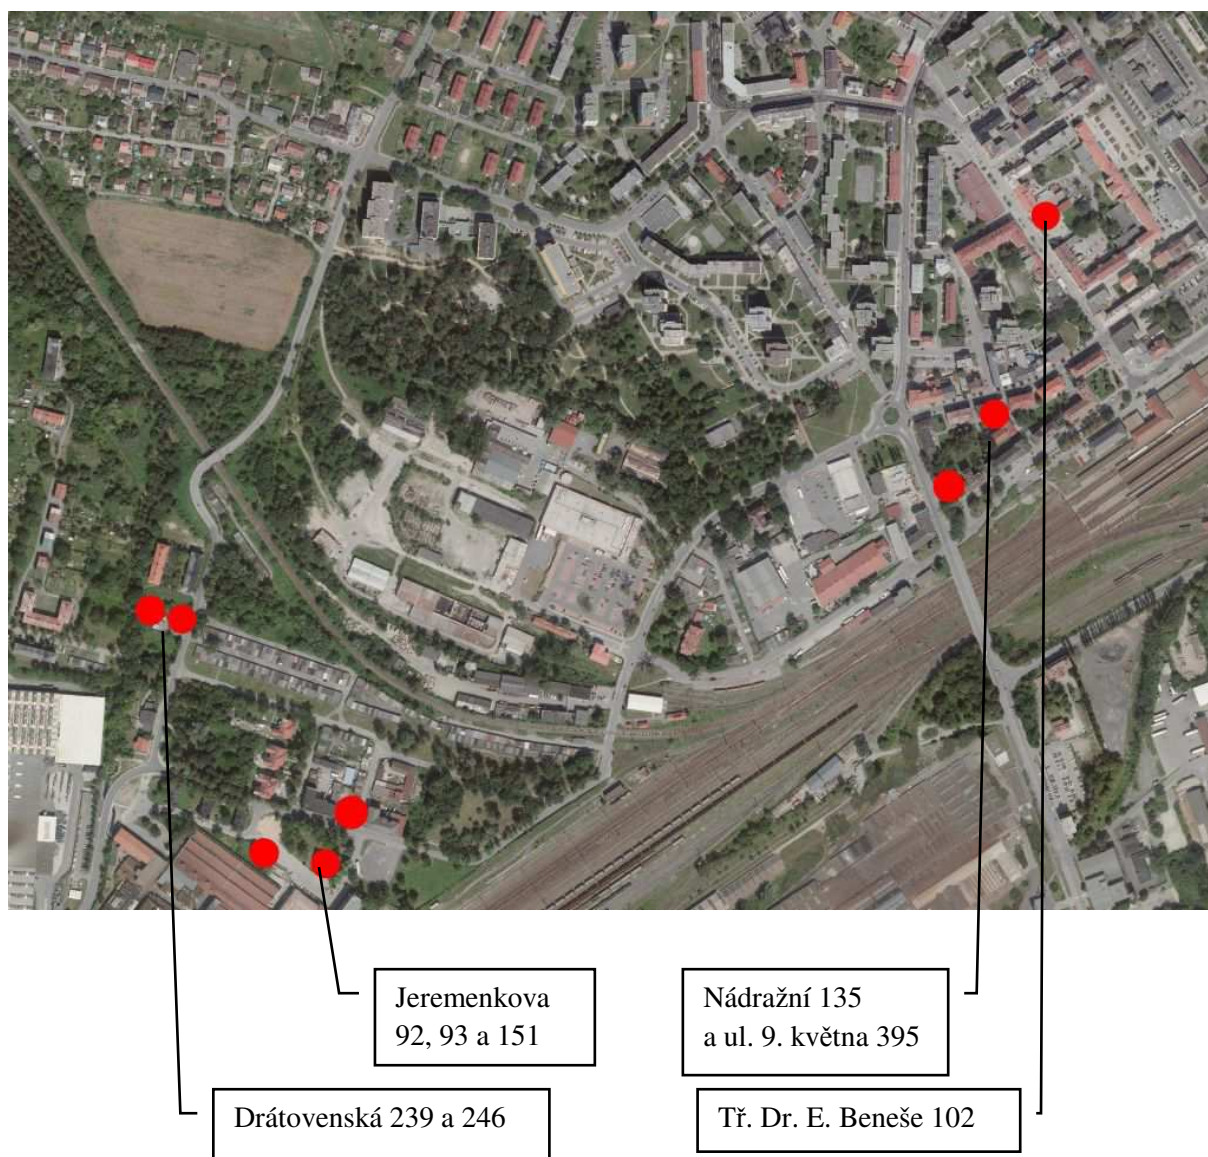 Jeremenkova
92, 93 a 151
Nádražní 135
a ul. 9. května 395
Drátovenská 239 a 246
Tř. Dr. E. Beneše 102